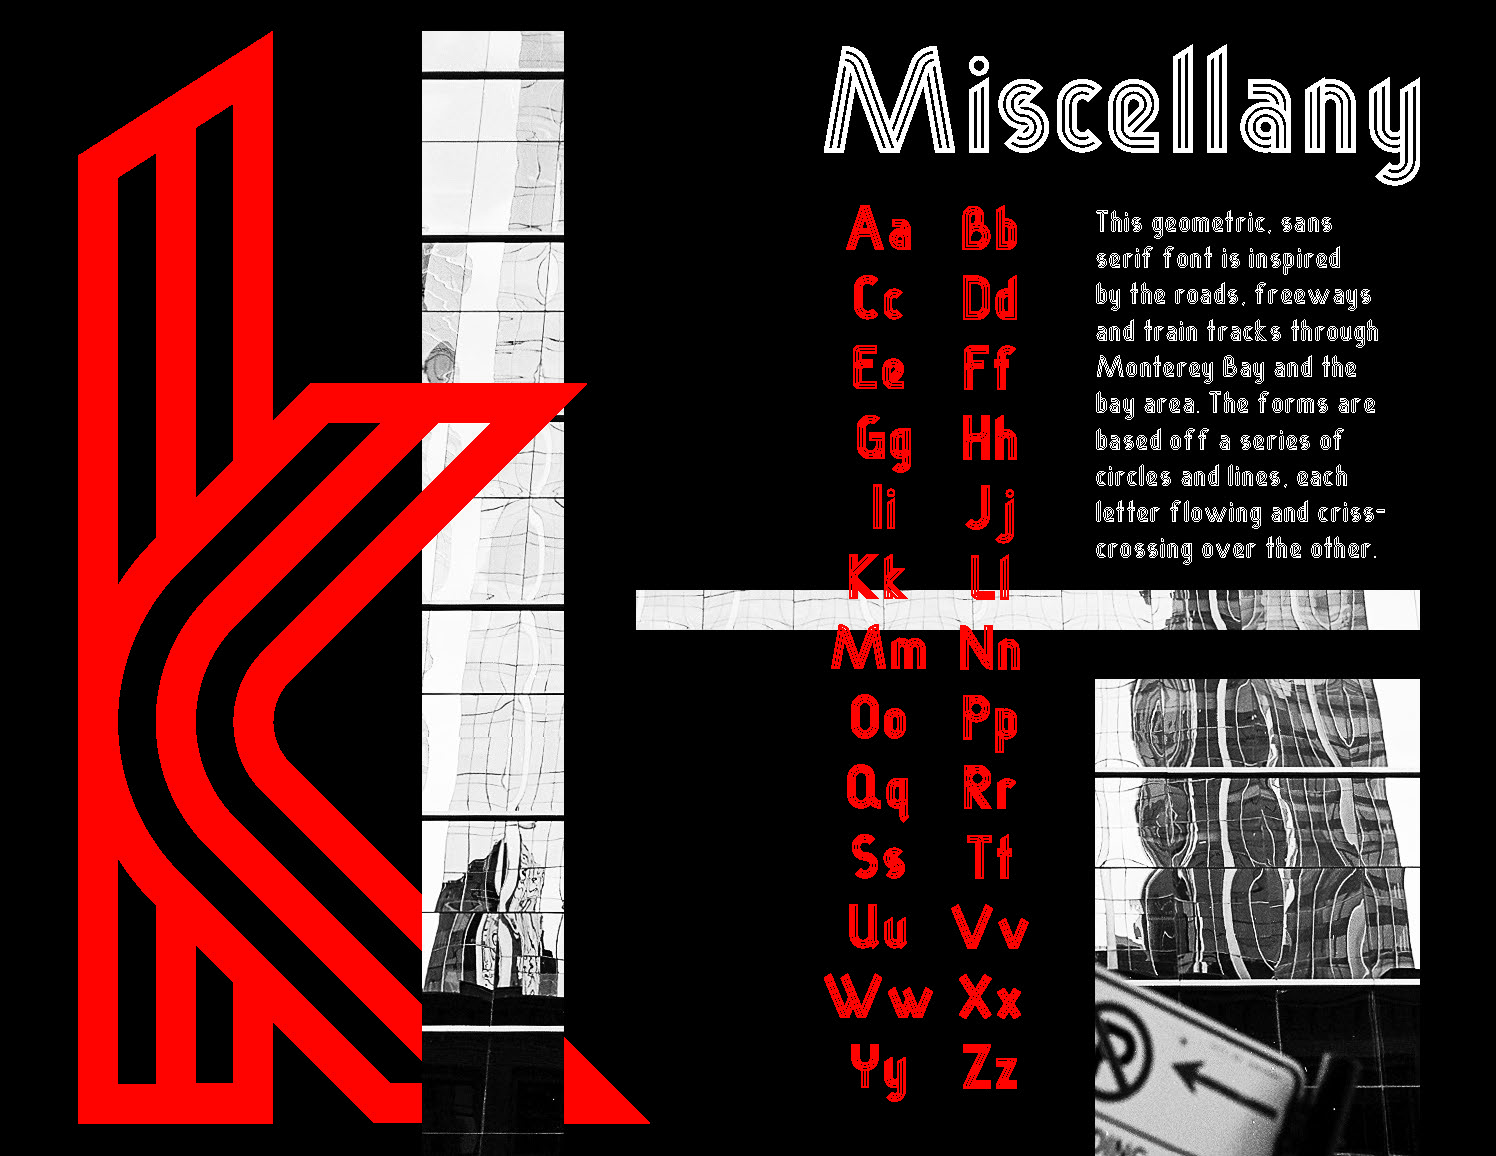 k
Miscellany
Aa Bb
Cc Dd
Ee Ff
Gg Hh
Ii Jj
Kk Ll
Mm Nn
Oo Pp
Qq Rr
Ss Tt
Uu Vv
Ww Xx
Yy Zz
This geometric, sans
serif font is inspired
by the roads, freeways
and train tracks through
Monterey Bay and the
bay area. The forms are
based off a series of
circles and lines, each
letter flowing and criss-
crossing over the other.